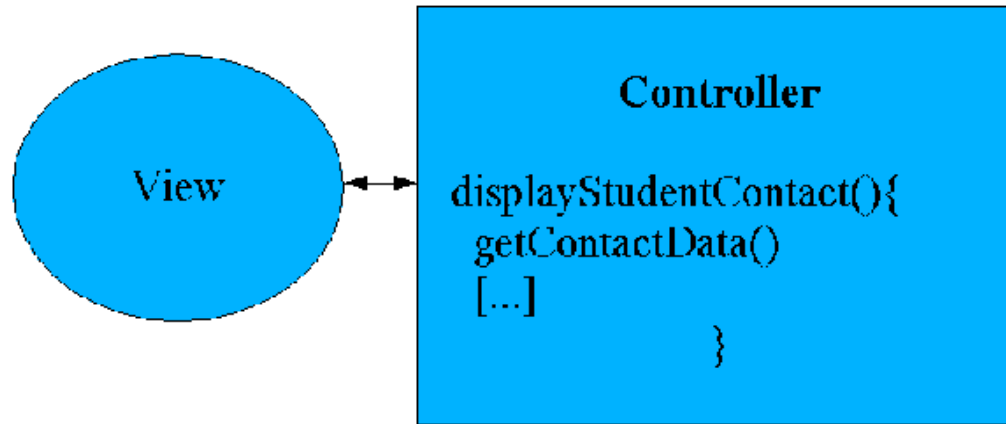 View
Controller
displayStudentContact(){
getContactData()
[...]
}